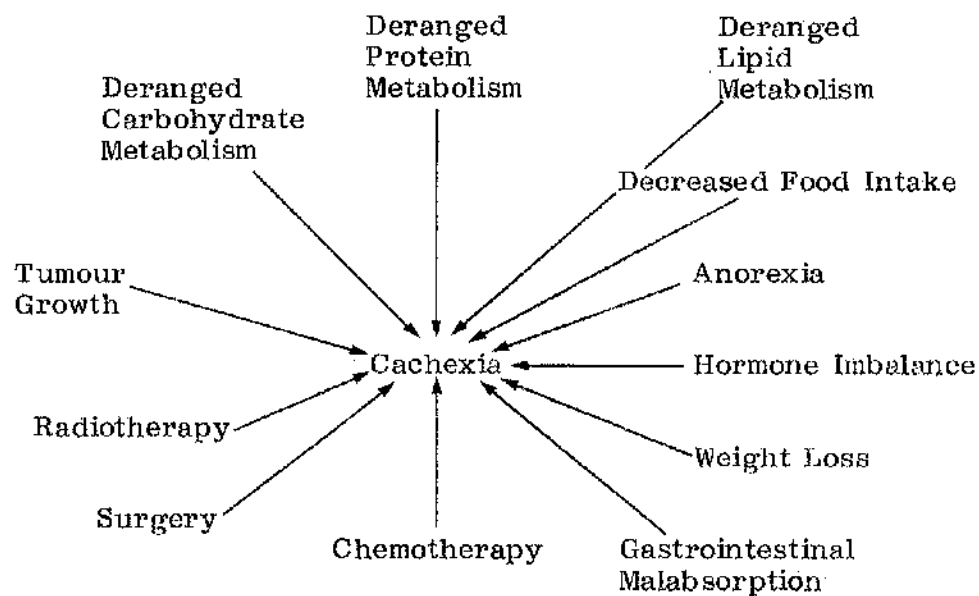 Deranged
Protein
Metabolism
Deranged
Lipid
Metabolism
Deranged
Carbohydrate
Metabolism
Decreased Food Intake
Tumour
Growth
Anorexia
Cachexia
Hormone Imbalance
Radiotherapy
Weight Loss
Surgery
Chemotherapy
Gastrointestinal
Malabsorption